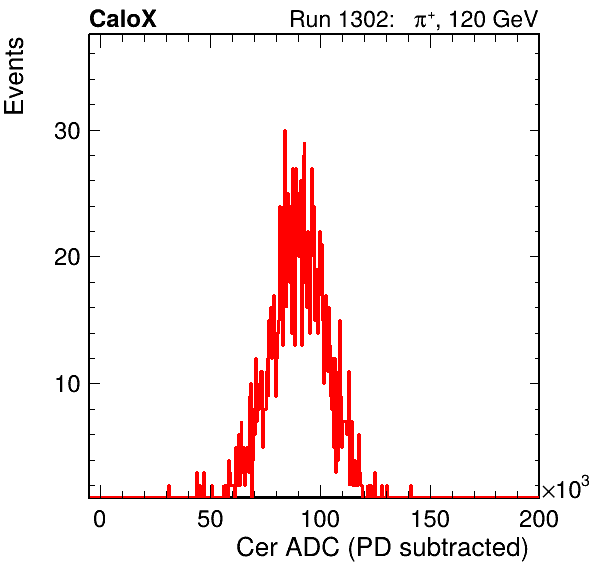 CaloX Run 1302: π⁺, 120 GeV
Events
30
20
10
0 50 100 150 200
×10³
Cer ADC (PD subtracted)